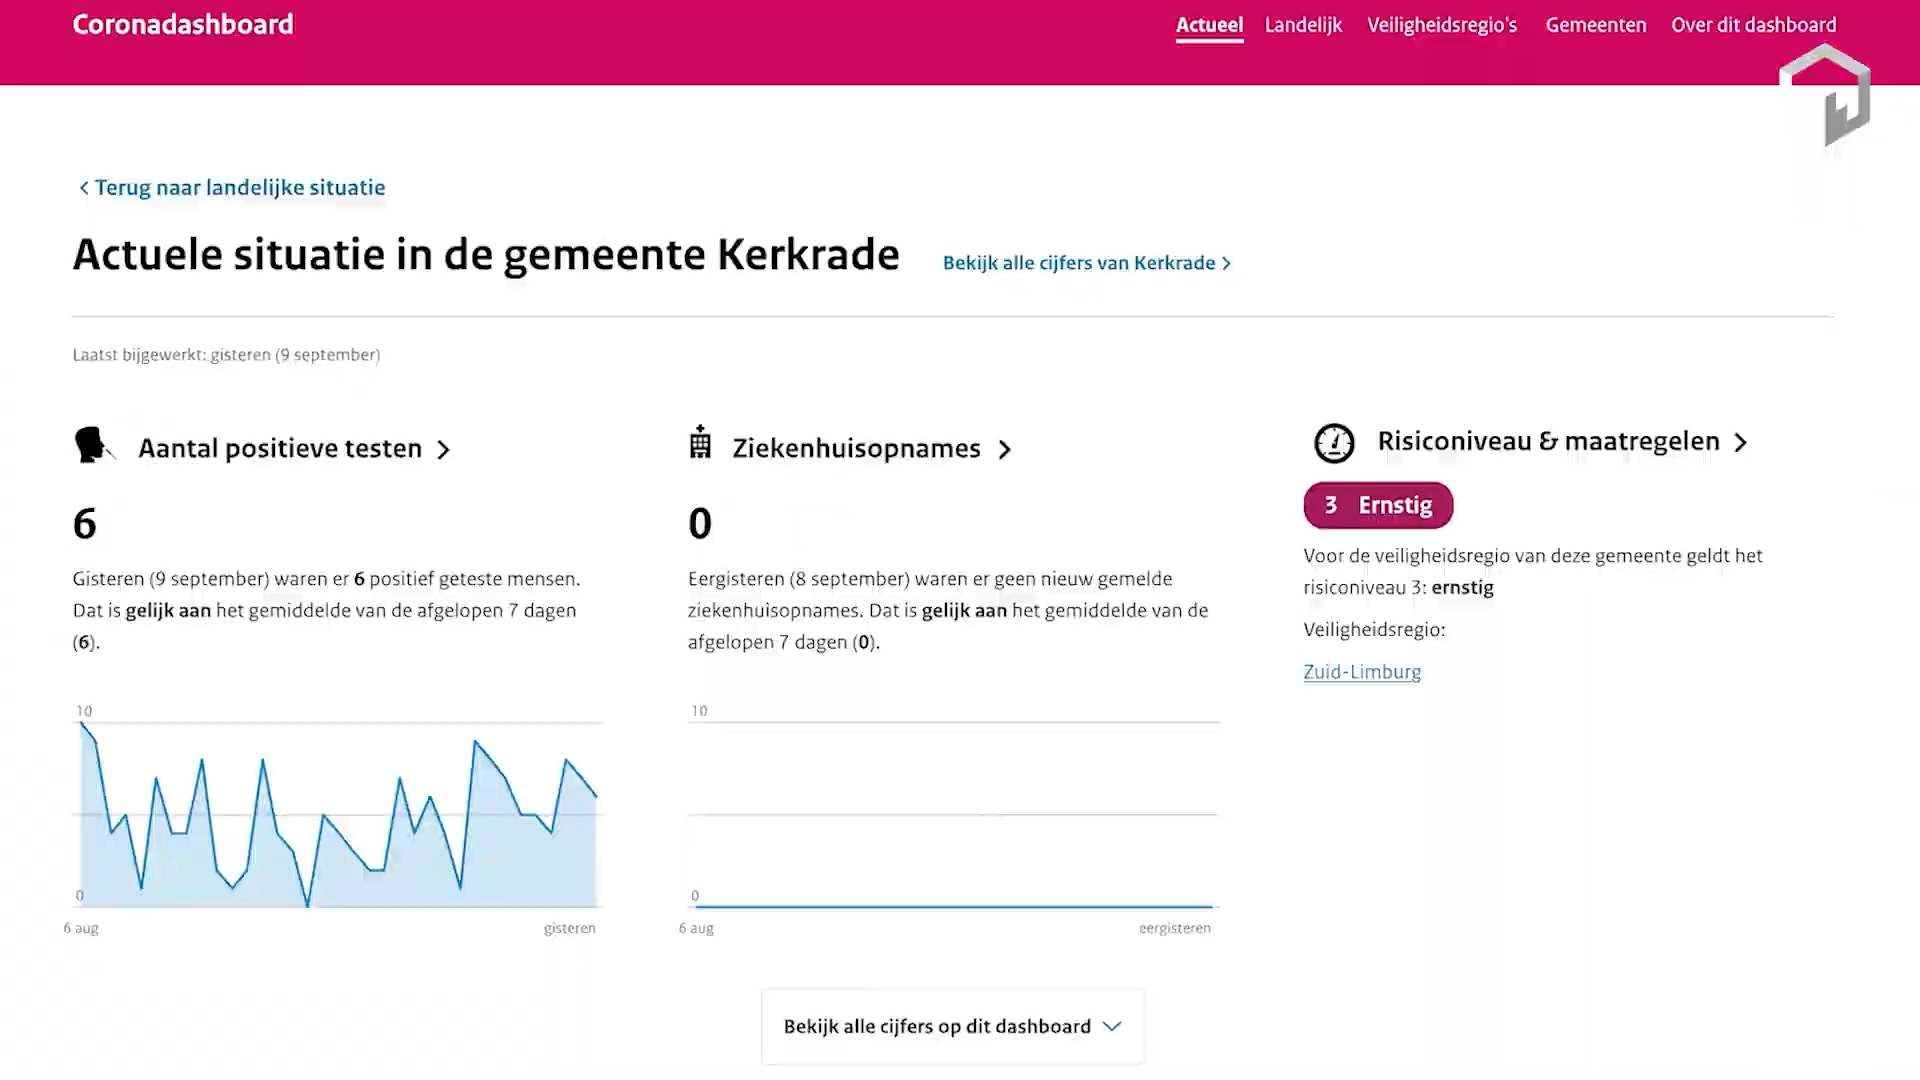 Coronadashboard
Actueel Landelijk Veiligheidsregio's Gemeenten Over dit dashboard
Terug naar landelijke situatie
Actuele situatie in de gemeente Kerkrade
Bekijk alle cijfers van Kerkrade
Laatst bijgewerkt: gisteren (9 september)
Aantal positieve testen
6
Gisteren (9 september) waren er 6 positief geteste mensen.
Dat is gelijk aan het gemiddelde van de afgelopen 7 dagen
(6).
10
0
6 aug gisteren
Ziekenhuisopnames
0
Eergisteren (8 september) waren er geen nieuw gemelde
ziekenhuisopnames. Dat is gelijk aan het gemiddelde van de
afgelopen 7 dagen (0).
10
0
6 aug eergisteren
Risiconiveau & maatregelen
3 Ernstig
Voor de veiligheidsregio van deze gemeente geldt het
risiconiveau 3: ernstig
Veiligheidsregio:
Zuid-Limburg
Bekijk alle cijfers op dit dashboard